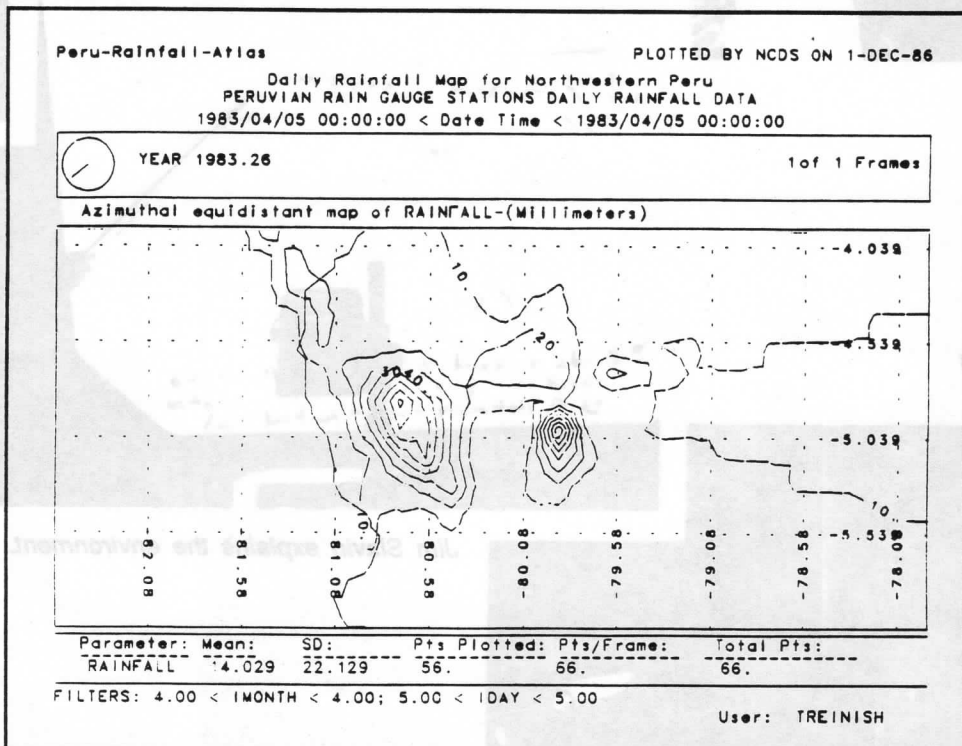 Peru-Rainfall-Atlas PLOTTED BY NCDS ON 1-DEC-86
Daily Rainfall Map for Northwestern Peru
PERUVIAN RAIN GAUGE STATIONS DAILY RAINFALL DATA
1983/04/05 00:00:00 < Date Time < 1983/04/05 00:00:00
YEAR 1983.26 1of 1 Frames
Azimuthal equidistant map of RAINFALL-(Millimeters)
-4.039
10.
20
-4.539
1040.
-5.039
10
0
-5.539
-82.08 -81.58 -81.08 -80.58 -80.08 -79.58 -79.08 -78.58 -78.08
Jim Slavin explains the environment.
Parameter: Mean: SD: Pts Plotted: Pts/Frame: Total Pts:
RAINFALL 14.029 22.129 56. 66. 66.
FILTERS: 4.00 < IMONTH < 4.00; 5.00 < IDAY < 5.00
User: TREINISH